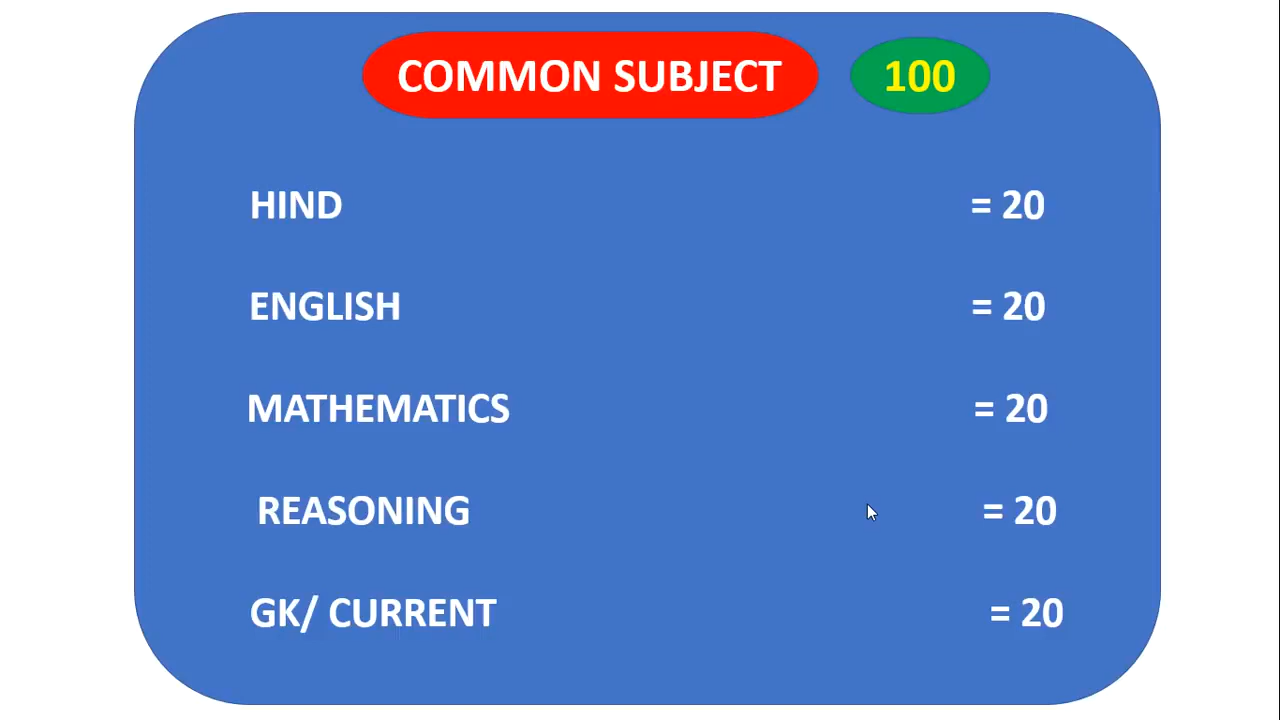 COMMON SUBJECT 100
HIND = 20
ENGLISH = 20
MATHEMATICS = 20
REASONING = 20
GK/ CURRENT = 20